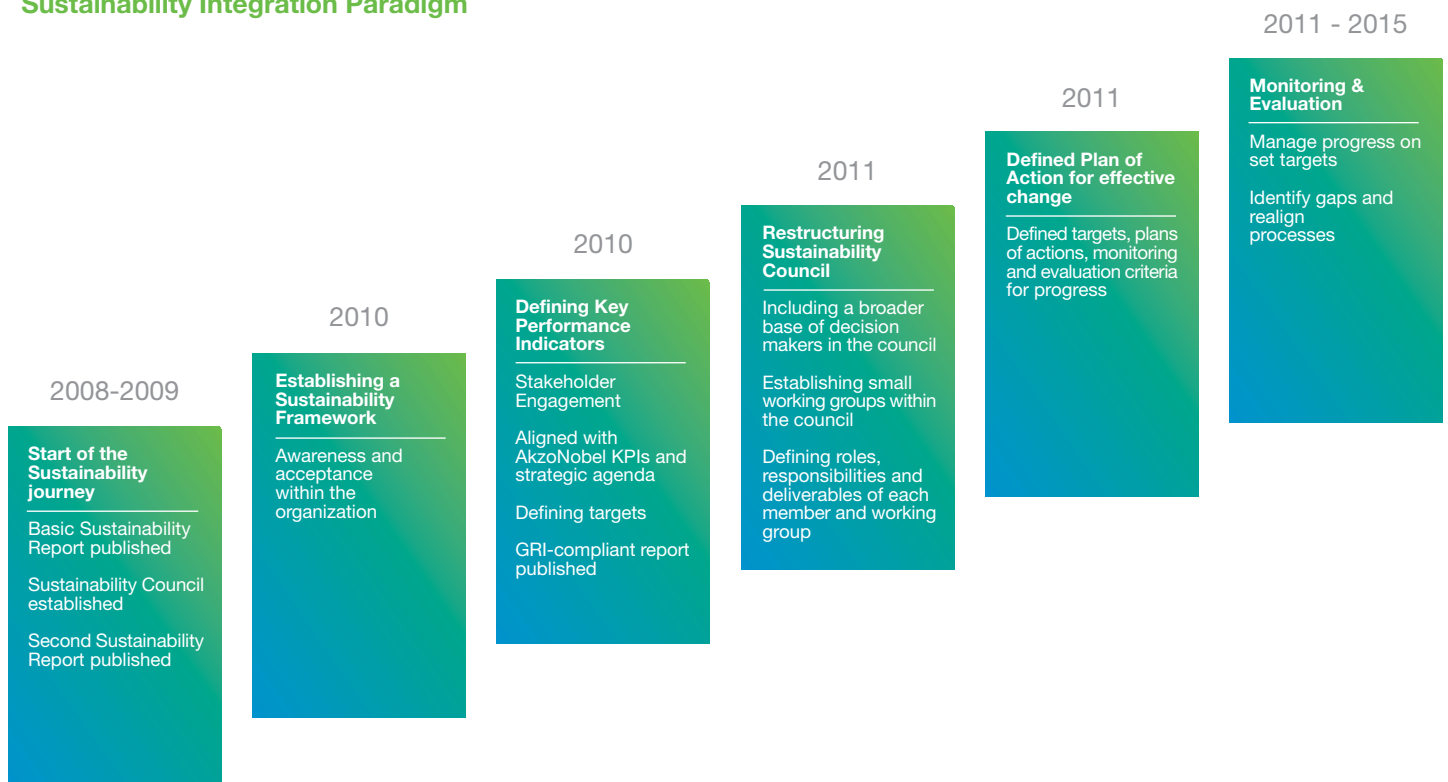 Sustainability Integration Paradigm
2008-2009
Start of the
Sustainability
journey
Basic Sustainability
Report published
Sustainability Council
established
Second Sustainability
Report published
2010
Establishing a
Sustainability
Framework
Awareness and
acceptance
within the
organization
2010
Defining Key
Performance
Indicators
Stakeholder
Engagement
Aligned with
AkzoNobel KPIs and
strategic agenda
Defining targets
GRI-compliant report
published
2011
Restructuring
Sustainability
Council
Including a broader
base of decision
makers in the council
Establishing small
working groups within
the council
Defining roles,
responsibilities and
deliverables of each
member and working
group
2011
Defined Plan of
Action for effective
change
Defined targets, plans
of actions, monitoring
and evaluation criteria
for progress
2011 - 2015
Monitoring &
Evaluation
Manage progress on
set targets
Identify gaps and
realign
processes